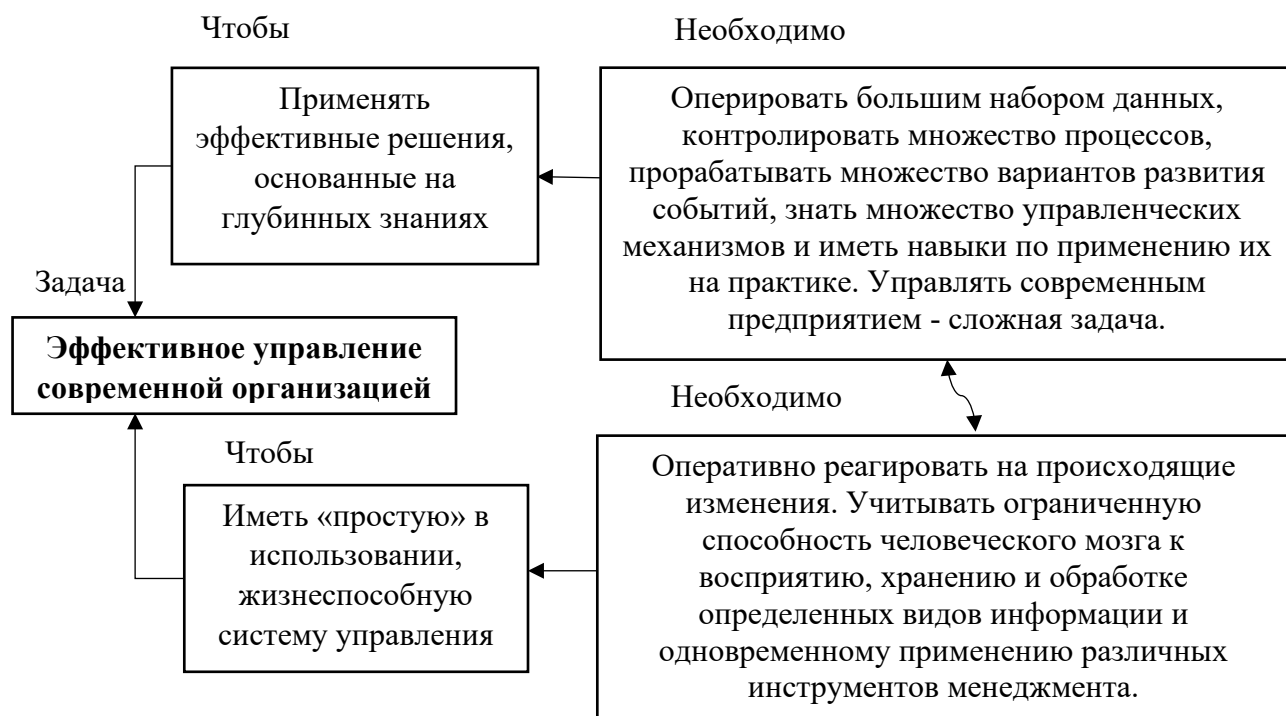 Чтобы
Необходимо
Применять
эффективные решения,
основанные на
глубинных знаниях
Оперировать большим набором данных,
контролировать множество процессов,
прорабатывать множество вариантов развития
событий, знать множество управленческих
механизмов и иметь навыки по применению их
на практике. Управлять современным
предприятием - сложная задача.
Задача
Эффективное управление
современной организацией
Необходимо
Чтобы
Иметь «простую» в
использовании,
жизнеспособную
систему управления
Оперативно реагировать на происходящие
изменения. Учитывать ограниченную
способность человеческого мозга к
восприятию, хранению и обработке
определенных видов информации и
одновременному применению различных
инструментов менеджмента.